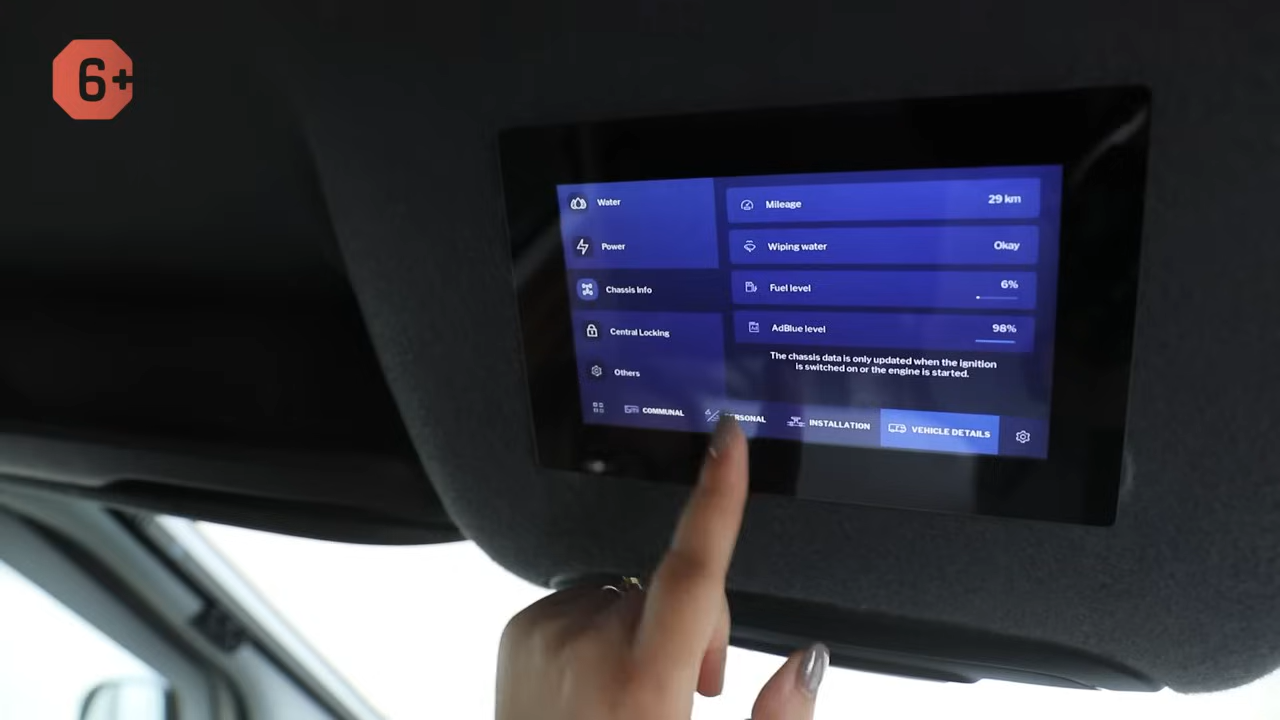 6+
Water
Mileage 29 km
Power
Wiping water Okay
Chassis Info
Fuel level 6%
Central Locking
AdBlue level 98%
Others
The chassis data is only updated when the ignition
is switched on or the engine is started.
COMMUNAL PERSONAL INSTALLATION VEHICLE DETAILS